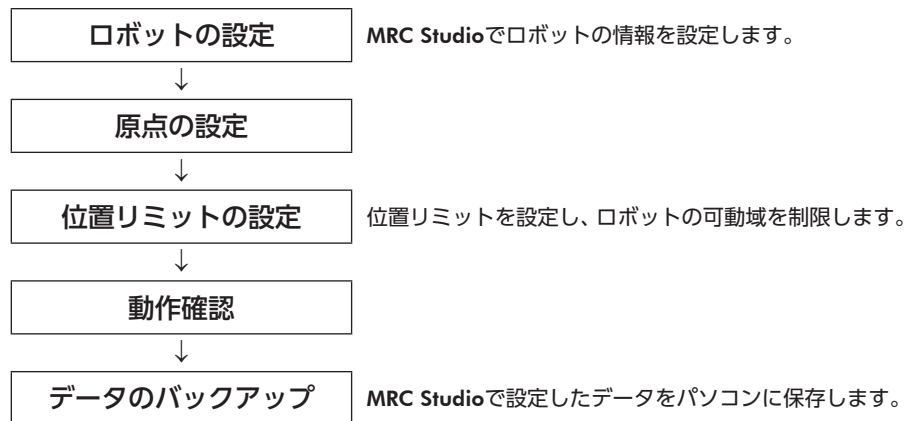 ロボットの設定 MRC Studioでロボットの情報を設定します。
↓
原点の設定
↓
位置リミットの設定 位置リミットを設定し、ロボットの可動域を制限します。
↓
動作確認
↓
データのバックアップ MRC Studioで設定したデータをパソコンに保存します。